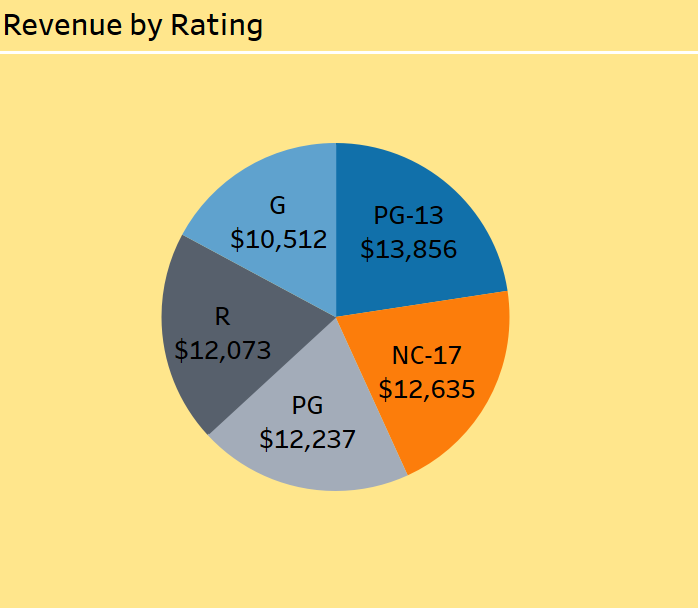 Revenue by Rating
G
$10,512
PG-13
$13,856
R
$12,073
NC-17
$12,635
PG
$12,237